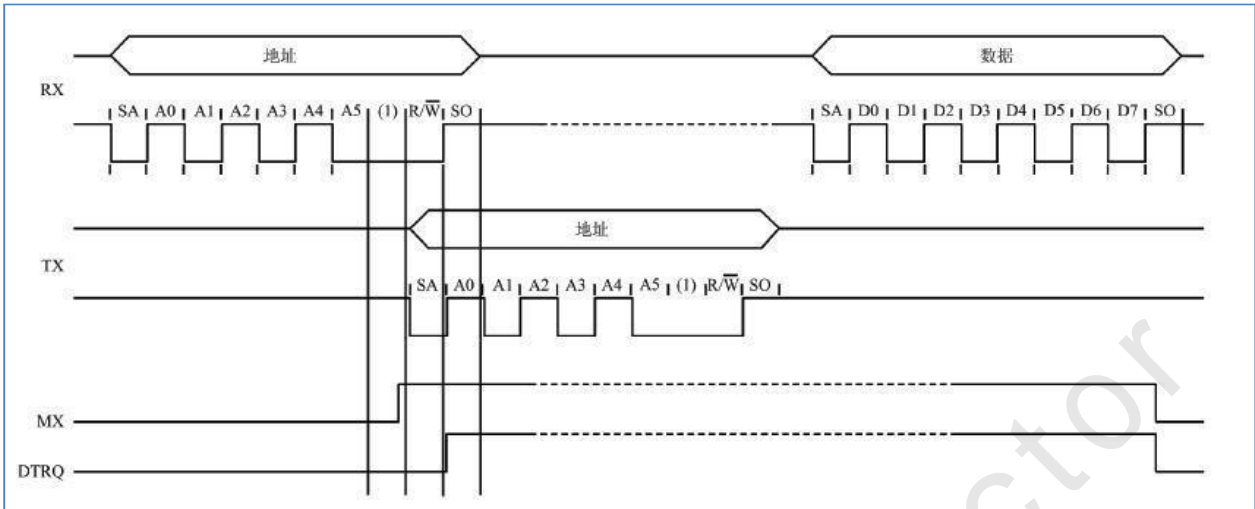 地址 数据
RX
SA A0 A1 A2 A3 A4 A5 (1) R/W̅ SO SA D0 D1 D2 D3 D4 D5 D6 D7 SO
地址
TX
SA A0 A1 A2 A3 A4 A5 (1) R/W̅ SO
MX
DTRQ
ctor